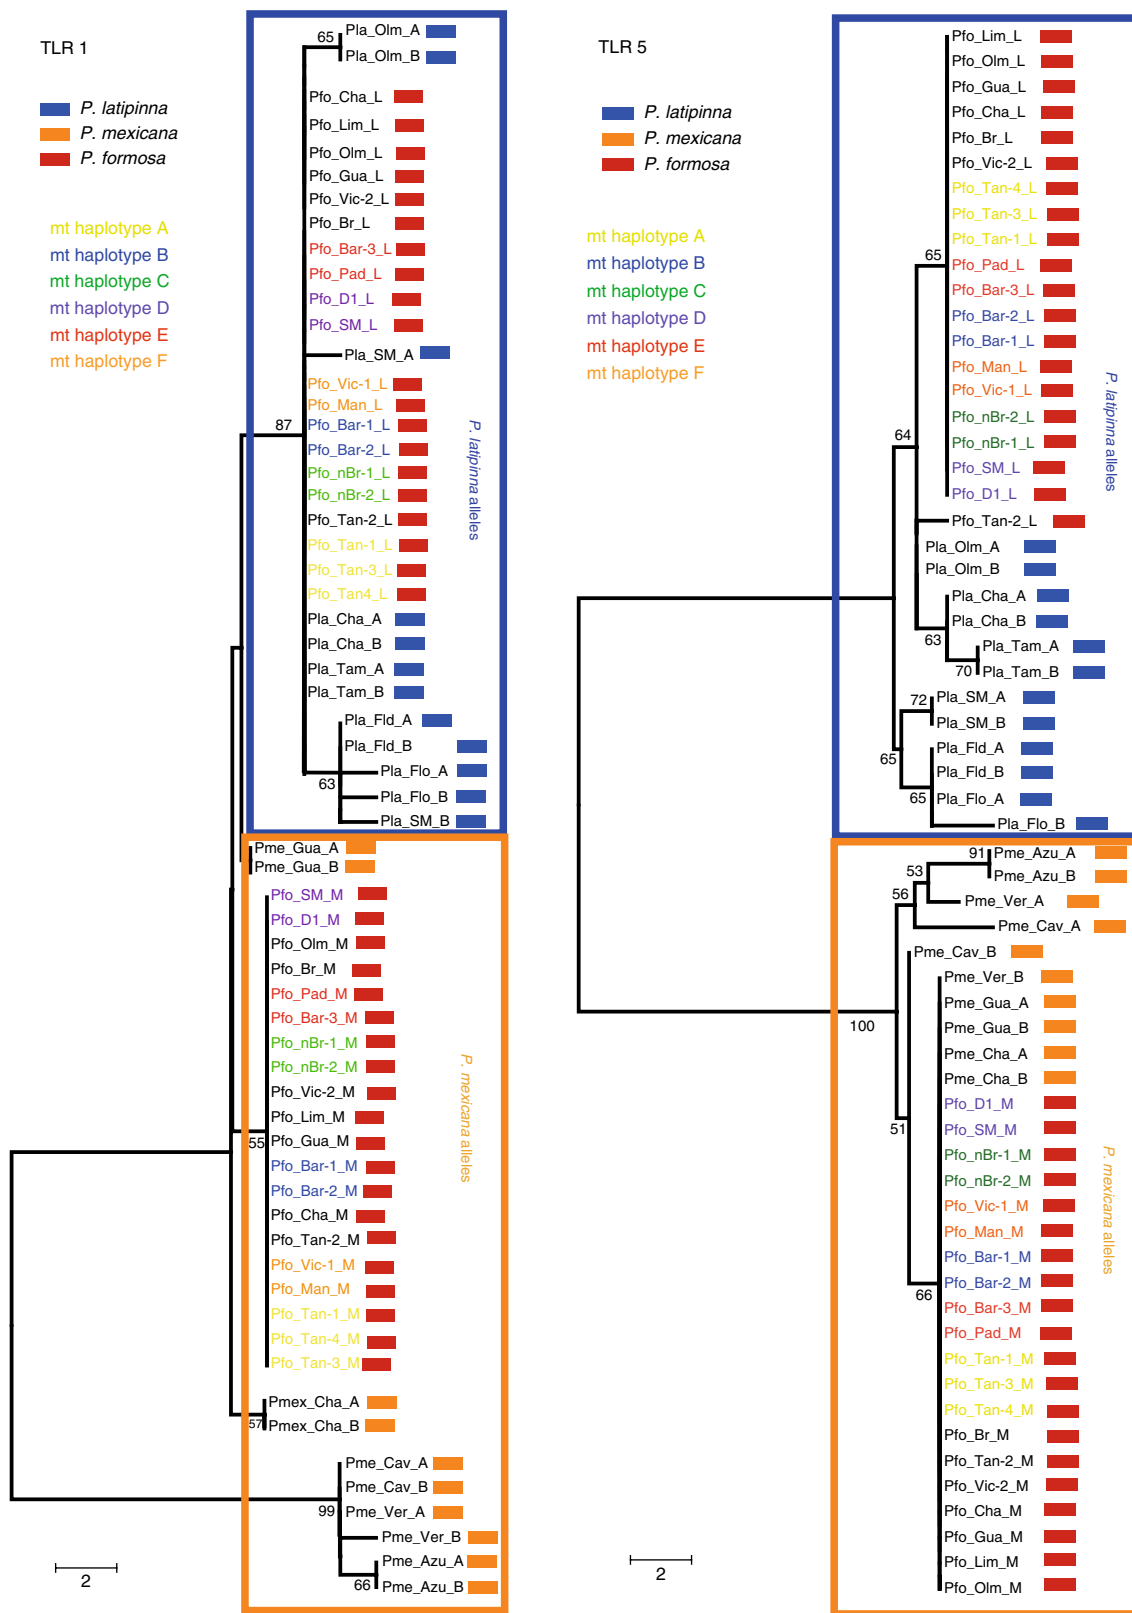 TLR 1
P. latipinna
P. mexicana
P. formosa
mt haplotype A
mt haplotype B
mt haplotype C
mt haplotype D
mt haplotype E
mt haplotype F
65
Pla_Olm_A
Pla_Olm_B
Pfo_Cha_L
Pfo_Lim_L
Pfo_Olm_L
Pfo_Gua_L
Pfo_Vic-2_L
Pfo_Br_L
Pfo_Bar-3_L
Pfo_Pad_L
Pfo_D1_L
Pfo_SM_L
Pla_SM_A
Pfo_Vic-1_L
Pfo_Man_L
87
Pfo_Bar-1_L
Pfo_Bar-2_L
Pfo_nBr-1_L
Pfo_nBr-2_L
Pfo_Tan-2_L
Pfo_Tan-1_L
Pfo_Tan-3_L
Pfo_Tan4_L
Pla_Cha_A
Pla_Cha_B
Pla_Tam_A
Pla_Tam_B
Pla_Fld_A
Pla_Fld_B
Pla_Flo_A
63
Pla_Flo_B
Pla_SM_B
P. latipinna alleles
Pme_Gua_A
Pme_Gua_B
Pfo_SM_M
Pfo_D1_M
Pfo_Olm_M
Pfo_Br_M
Pfo_Pad_M
Pfo_Bar-3_M
Pfo_nBr-1_M
Pfo_nBr-2_M
Pfo_Vic-2_M
Pfo_Lim_M
55
Pfo_Gua_M
Pfo_Bar-1_M
Pfo_Bar-2_M
Pfo_Cha_M
Pfo_Tan-2_M
Pfo_Vic-1_M
Pfo_Man_M
Pfo_Tan-1_M
Pfo_Tan-4_M
Pfo_Tan-3_M
P. mexicana alleles
Pmex_Cha_A
57
Pmex_Cha_B
Pme_Cav_A
Pme_Cav_B
99
Pme_Ver_A
Pme_Ver_B
Pme_Azu_A
66
Pme_Azu_B
2
TLR 5
P. latipinna
P. mexicana
P. formosa
mt haplotype A
mt haplotype B
mt haplotype C
mt haplotype D
mt haplotype E
mt haplotype F
Pfo_Lim_L
Pfo_Olm_L
Pfo_Gua_L
Pfo_Cha_L
Pfo_Br_L
Pfo_Vic-2_L
Pfo_Tan-4_L
Pfo_Tan-3_L
Pfo_Tan-1_L
65
Pfo_Pad_L
Pfo_Bar-3_L
Pfo_Bar-2_L
Pfo_Bar-1_L
Pfo_Man_L
Pfo_Vic-1_L
Pfo_nBr-2_L
64
Pfo_nBr-1_L
Pfo_SM_L
Pfo_D1_L
Pfo_Tan-2_L
Pla_Olm_A
Pla_Olm_B
Pla_Cha_A
Pla_Cha_B
63
Pla_Tam_A
70
Pla_Tam_B
72
Pla_SM_A
Pla_SM_B
65
Pla_Fld_A
Pla_Fld_B
65
Pla_Flo_A
Pla_Flo_B
P. latipinna alleles
91
Pme_Azu_A
53
Pme_Azu_B
56
Pme_Ver_A
Pme_Cav_A
Pme_Cav_B
Pme_Ver_B
Pme_Gua_A
100
Pme_Gua_B
Pme_Cha_A
Pme_Cha_B
Pfo_D1_M
51
Pfo_SM_M
Pfo_nBr-1_M
Pfo_nBr-2_M
Pfo_Vic-1_M
Pfo_Man_M
Pfo_Bar-1_M
Pfo_Bar-2_M
66
Pfo_Bar-3_M
Pfo_Pad_M
Pfo_Tan-1_M
Pfo_Tan-3_M
Pfo_Tan-4_M
Pfo_Br_M
Pfo_Tan-2_M
Pfo_Vic-2_M
Pfo_Cha_M
Pfo_Gua_M
Pfo_Lim_M
Pfo_Olm_M
P. mexicana alleles
2